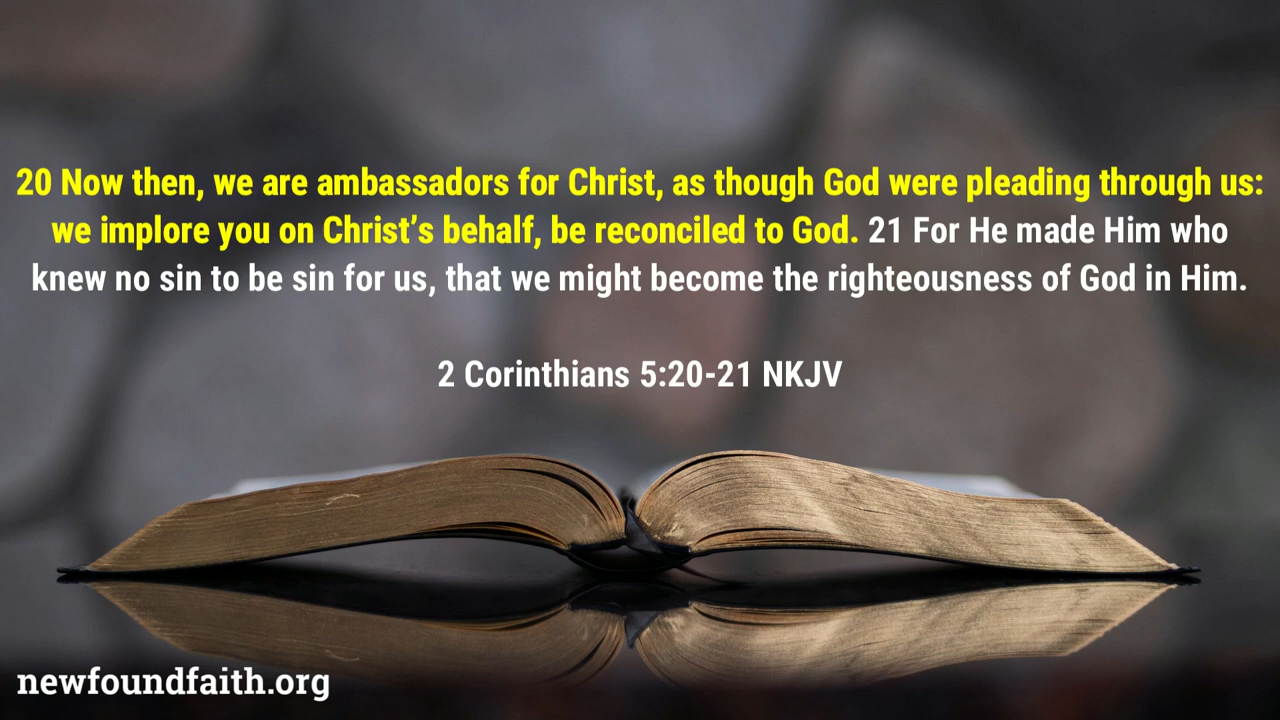 20 Now then, we are ambassadors for Christ, as though God were pleading through us:
we implore you on Christ’s behalf, be reconciled to God. 21 For He made Him who
knew no sin to be sin for us, that we might become the righteousness of God in Him.
2 Corinthians 5:20-21 NKJV
newfoundfaith.org